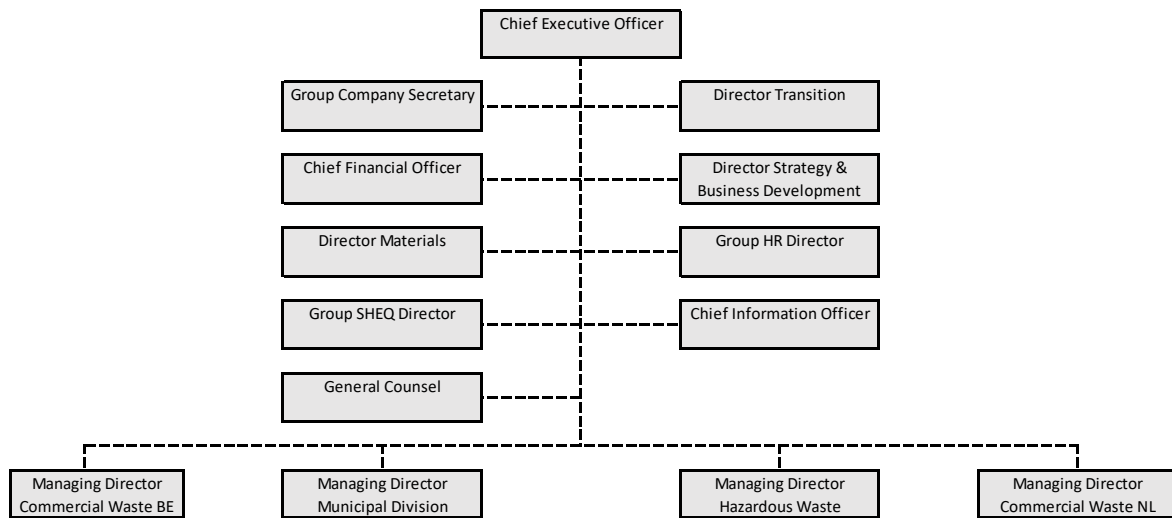 Chief Executive Officer
Group Company Secretary
Director Transition
Chief Financial Officer
Director Strategy &
Business Development
Director Materials
Group HR Director
Group SHEQ Director
Chief Information Officer
General Counsel
Managing Director
Commercial Waste BE
Managing Director
Municipal Division
Managing Director
Hazardous Waste
Managing Director
Commercial Waste NL